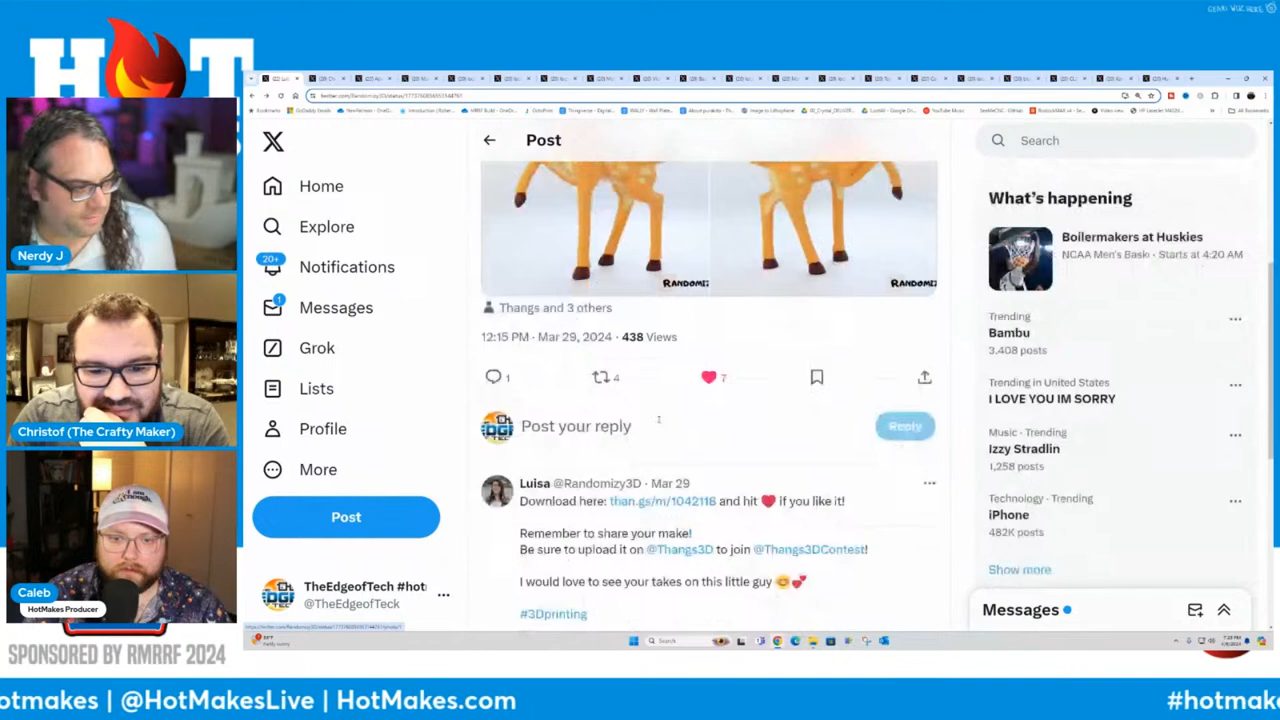 HOT
Nerdy J
Christof (The Crafty Maker)
Caleb
HotMakes Producer
SPONSORED BY RMRRF 2024
otmakes | @HotMakesLive | HotMakes.com
#hotmake
Home
Explore
20+
Notifications
1
Messages
Grok
Lists
Profile
More
Post
TheEdgeofTech #hot
@TheEdgeofTech
Post
RANDOMIZ
RANDOMIZ
Thangs and 3 others
12:15 PM · Mar 29, 2024 · 438 Views
1
4
7
Post your reply
Reply
Luisa @Randomizy3D · Mar 29
Download here: than.gs/m/1042116 and hit ❤️ if you like it!
Remember to share your make!
Be sure to upload it on @Thangs3D to join @Thangs3DContest!
I would love to see your takes on this little guy 😊💕
#3Dprinting
Search
What's happening
Boilermakers at Huskies
NCAA Men's Bask · Starts at 4:20 AM
Trending
Bambu
3,408 posts
Trending in United States
I LOVE YOU IM SORRY
Music · Trending
Izzy Stradlin
1,258 posts
Technology · Trending
iPhone
482K posts
Show more
Messages
Search